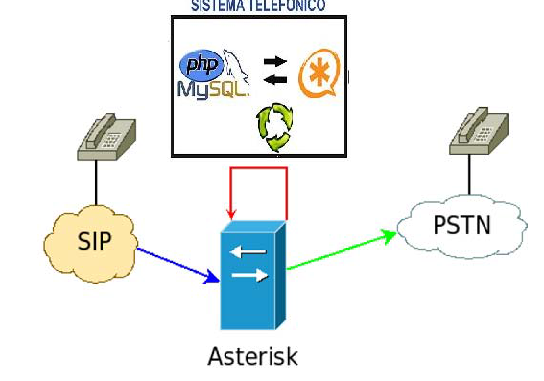 SISTEMA TELEFONICO
php
MySQL
SIP
PSTN
Asterisk